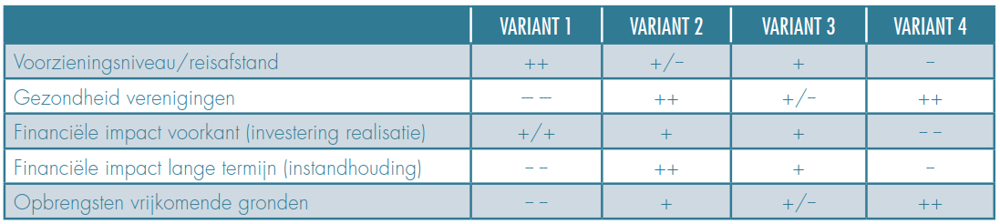 VARIANT 1 VARIANT 2 VARIANT 3 VARIANT 4
Voorzieningsniveau/reisafstand ++ +/– + –
Gezondheid verenigingen – – ++ +/– ++
Financiële impact voorkant (investering realisatie) +/+ + + – –
Financiële impact lange termijn (instandhouding) – – ++ + –
Opbrengsten vrijkomende gronden – – + +/– ++